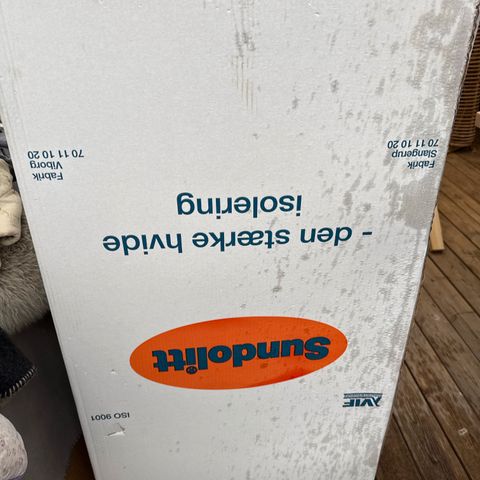 VIF
ISO 9001
Sundolitt®
- den stærke hvide
isolering
Fabrik
Slangerup
70 11 10 20
Fabrik
Viborg
70 11 10 20